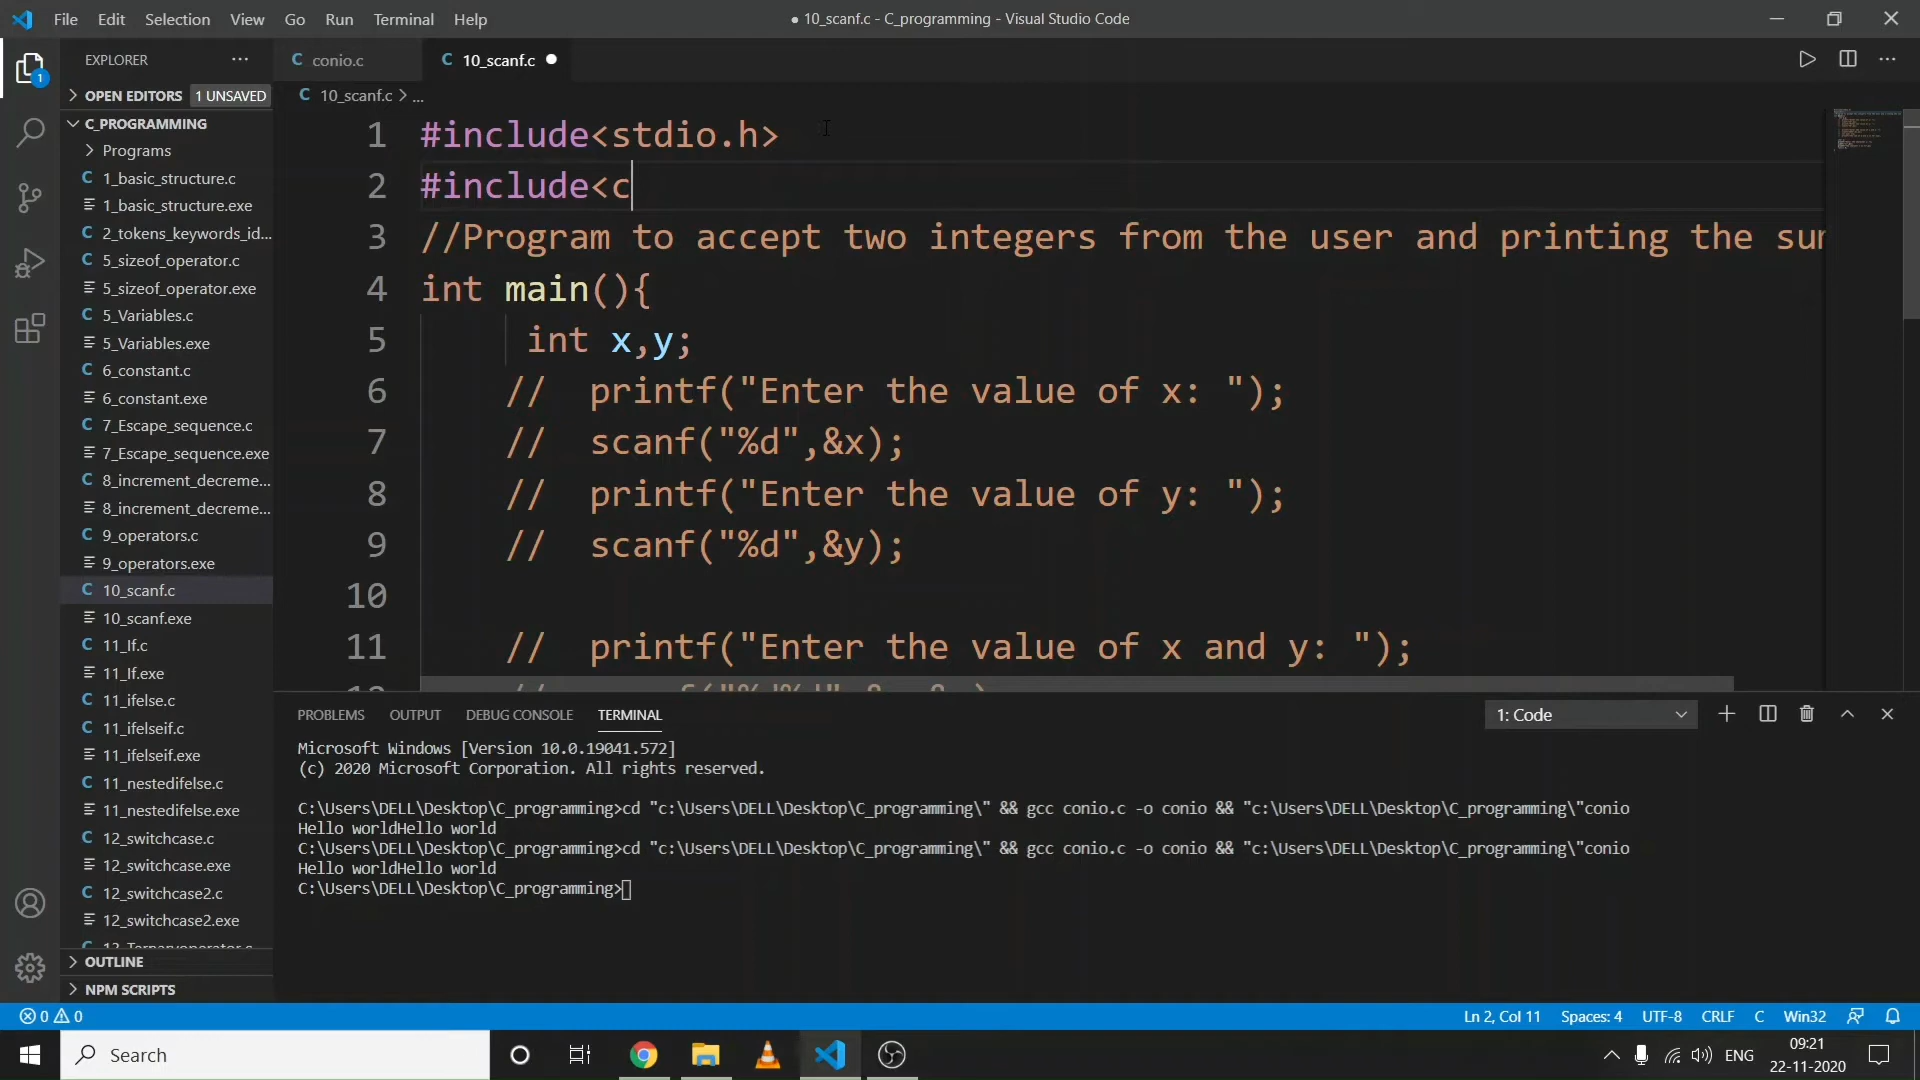 File Edit Selection View Go Run Terminal Help
● 10_scanf.c - C_programming - Visual Studio Code
EXPLORER
conio.c
10_scanf.c
OPEN EDITORS 1 UNSAVED
10_scanf.c > ...
C_PROGRAMMING
Programs
C 1_basic_structure.c
1_basic_structure.exe
C 2_tokens_keywords_id...
C 5_sizeof_operator.c
5_sizeof_operator.exe
C 5_Variables.c
5_Variables.exe
C 6_constant.c
6_constant.exe
C 7_Escape_sequence.c
7_Escape_sequence.exe
C 8_increment_decreme...
8_increment_decreme...
C 9_operators.c
9_operators.exe
C 10_scanf.c
10_scanf.exe
C 11_If.c
11_If.exe
C 11_ifelse.c
C 11_ifelseif.c
11_ifelseif.exe
C 11_nestedifelse.c
11_nestedifelse.exe
C 12_switchcase.c
12_switchcase.exe
C 12_switchcase2.c
12_switchcase2.exe
OUTLINE
NPM SCRIPTS
1 #include<stdio.h>
2 #include<c
3 //Program to accept two integers from the user and printing the sum
4 int main(){
5 int x,y;
6 // printf("Enter the value of x: ");
7 // scanf("%d",&x);
8 // printf("Enter the value of y: ");
9 // scanf("%d",&y);
10
11 // printf("Enter the value of x and y: ");
PROBLEMS OUTPUT DEBUG CONSOLE TERMINAL
1: Code
Microsoft Windows [Version 10.0.19041.572]
(c) 2020 Microsoft Corporation. All rights reserved.
C:\Users\DELL\Desktop\C_programming>cd "c:\Users\DELL\Desktop\C_programming\" && gcc conio.c -o conio && "c:\Users\DELL\Desktop\C_programming\"conio
Hello worldHello world
C:\Users\DELL\Desktop\C_programming>cd "c:\Users\DELL\Desktop\C_programming\" && gcc conio.c -o conio && "c:\Users\DELL\Desktop\C_programming\"conio
Hello worldHello world
C:\Users\DELL\Desktop\C_programming>
0 0
Ln 2, Col 11 Spaces: 4 UTF-8 CRLF C Win32
Search
ENG
09:21
22-11-2020